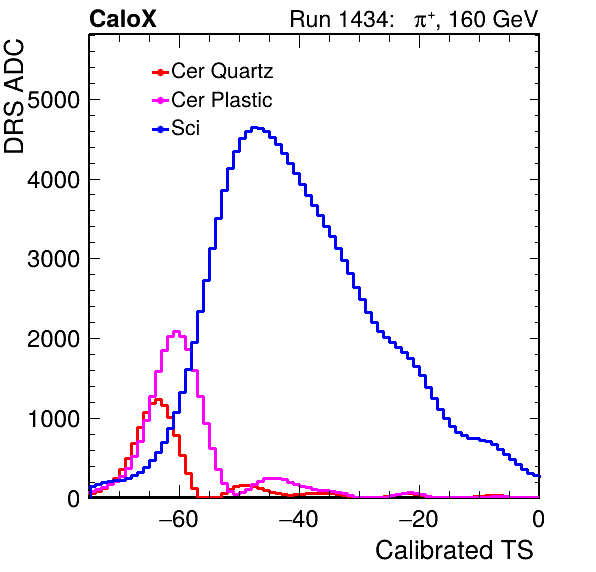 CaloX Run 1434: π⁺, 160 GeV
DRS ADC
Cer Quartz
Cer Plastic
Sci
5000
4000
3000
2000
1000
0
−60 −40 −20 0
Calibrated TS